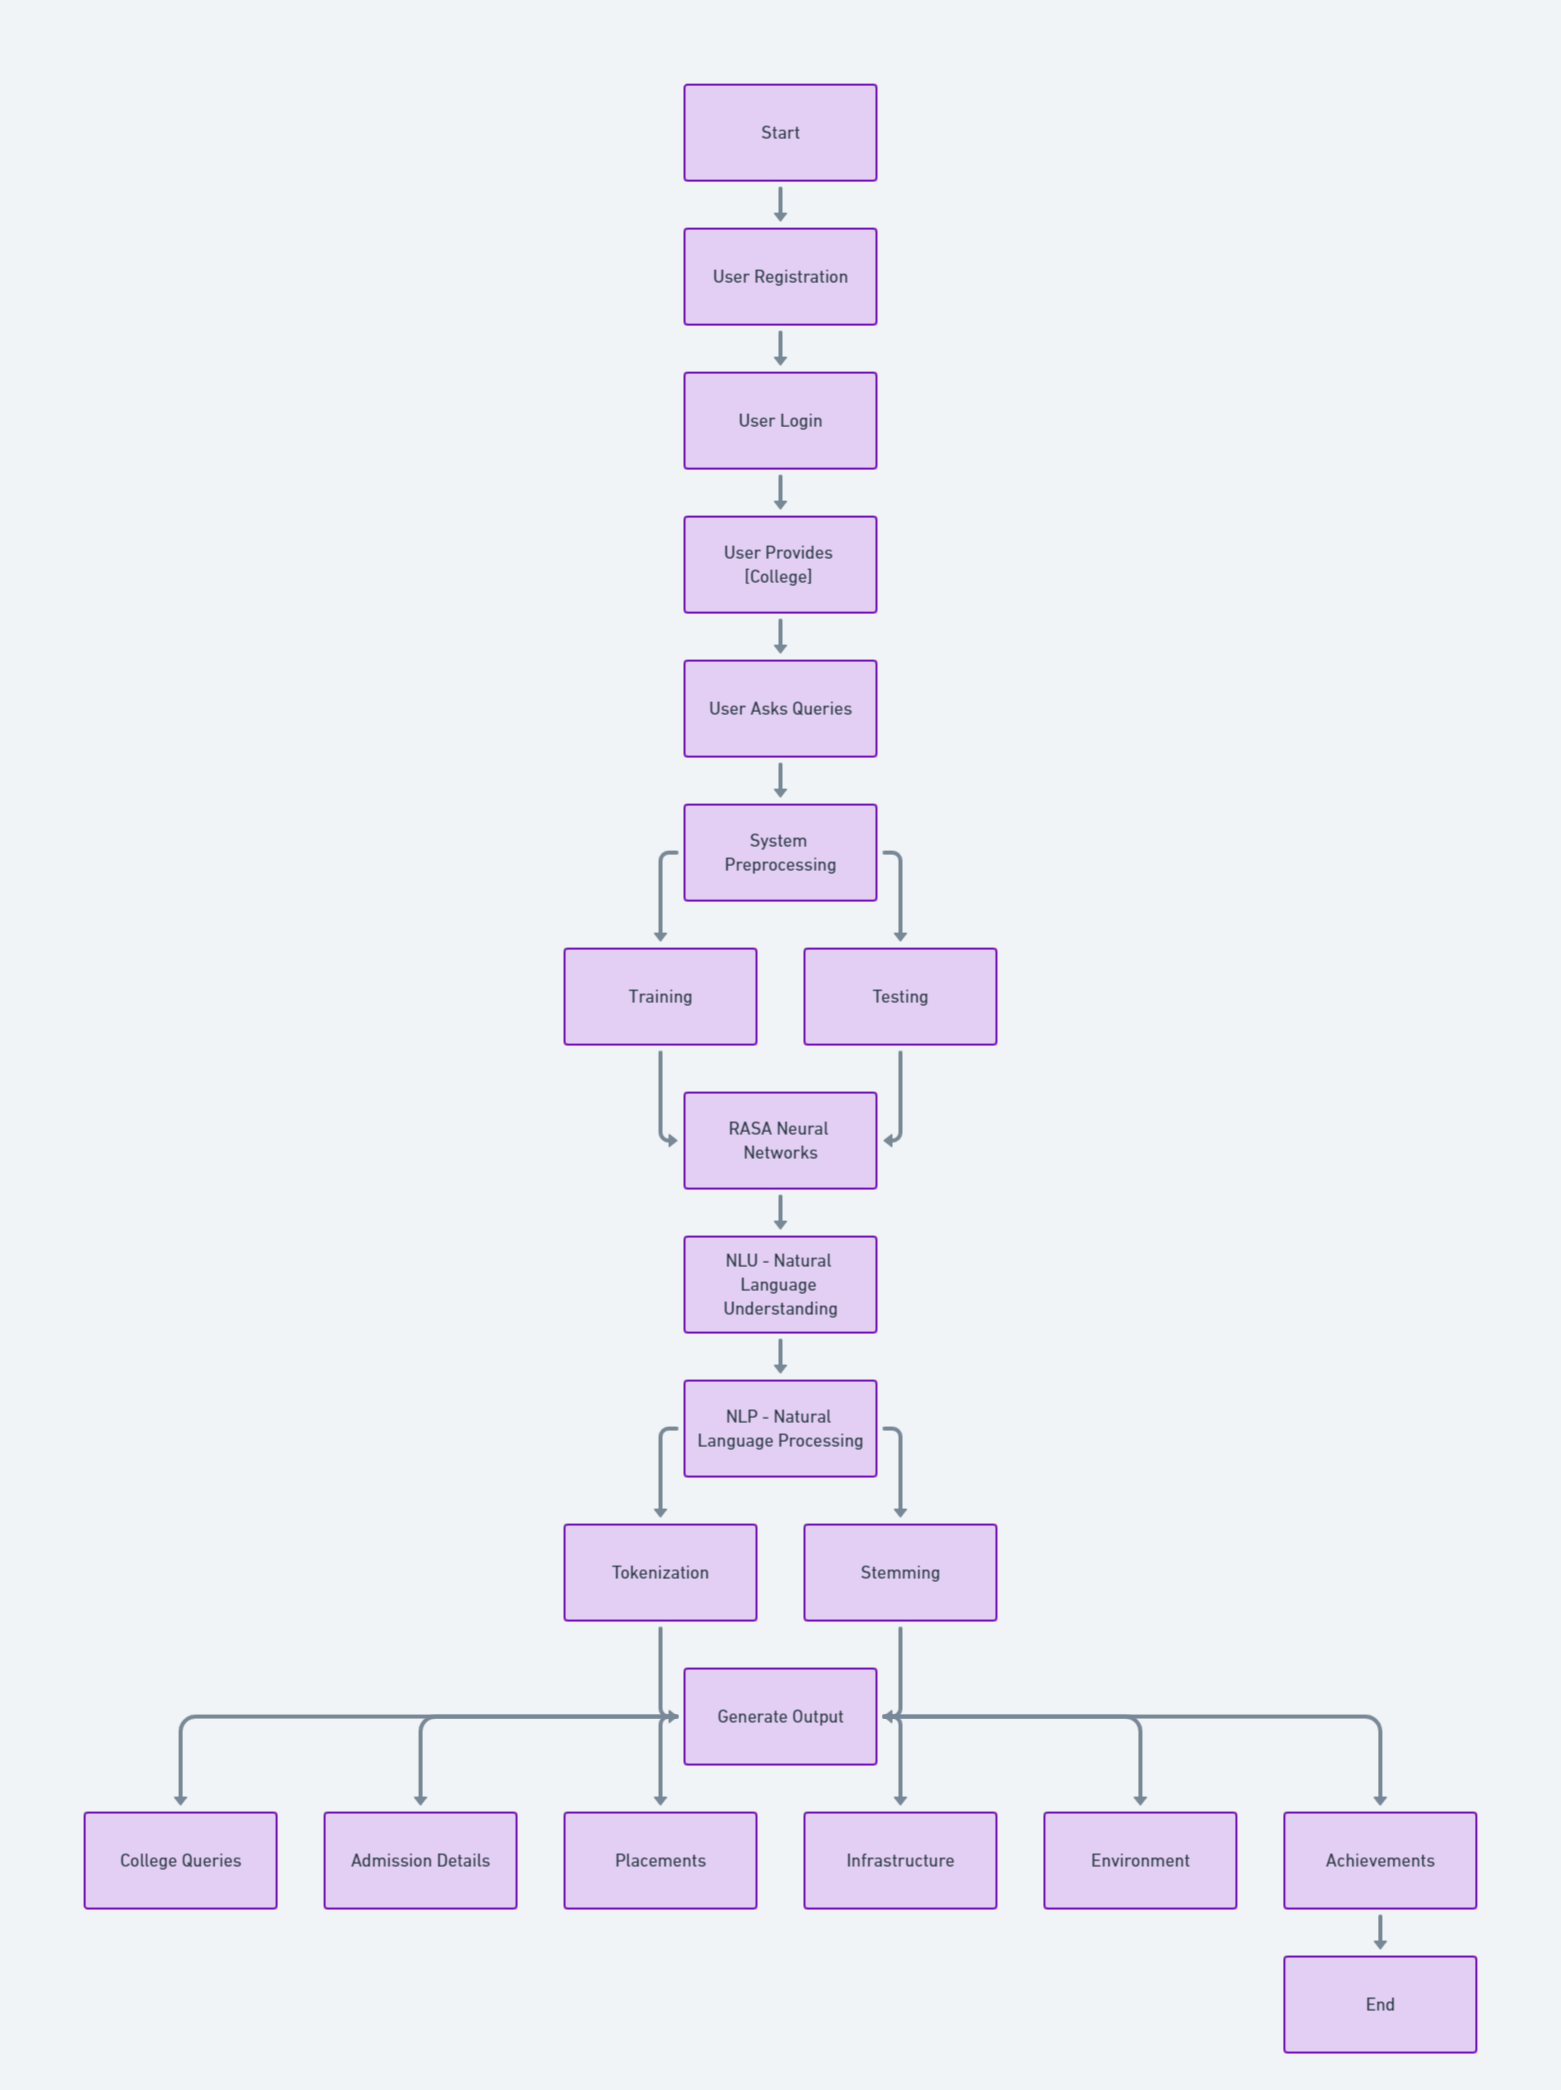 Start
User Registration
User Login
User Provides
[College]
User Asks Queries
System
Preprocessing
Training
Testing
RASA Neural
Networks
NLU - Natural
Language
Understanding
NLP - Natural
Language Processing
Tokenization
Stemming
Generate Output
College Queries
Admission Details
Placements
Infrastructure
Environment
Achievements
End